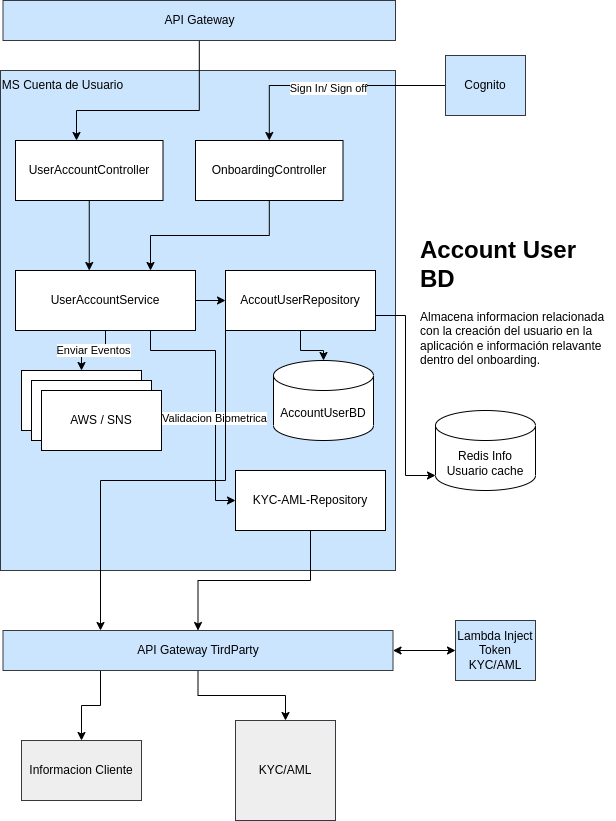 API Gateway
MS Cuenta de Usuario
Sign In/ Sign off
Cognito
UserAccountController
OnboardingController
Account User
BD
UserAccountService
AccoutUserRepository
Almacena informacion relacionada
con la creación del usuario en la
aplicación e información relavante
dentro del onboarding.
Enviar Eventos
AWS / SNS
Validacion Biometrica
AccountUserBD
Redis Info
Usuario cache
KYC-AML-Repository
API Gateway TirdParty
Lambda Inject
Token
KYC/AML
Informacion Cliente
KYC/AML